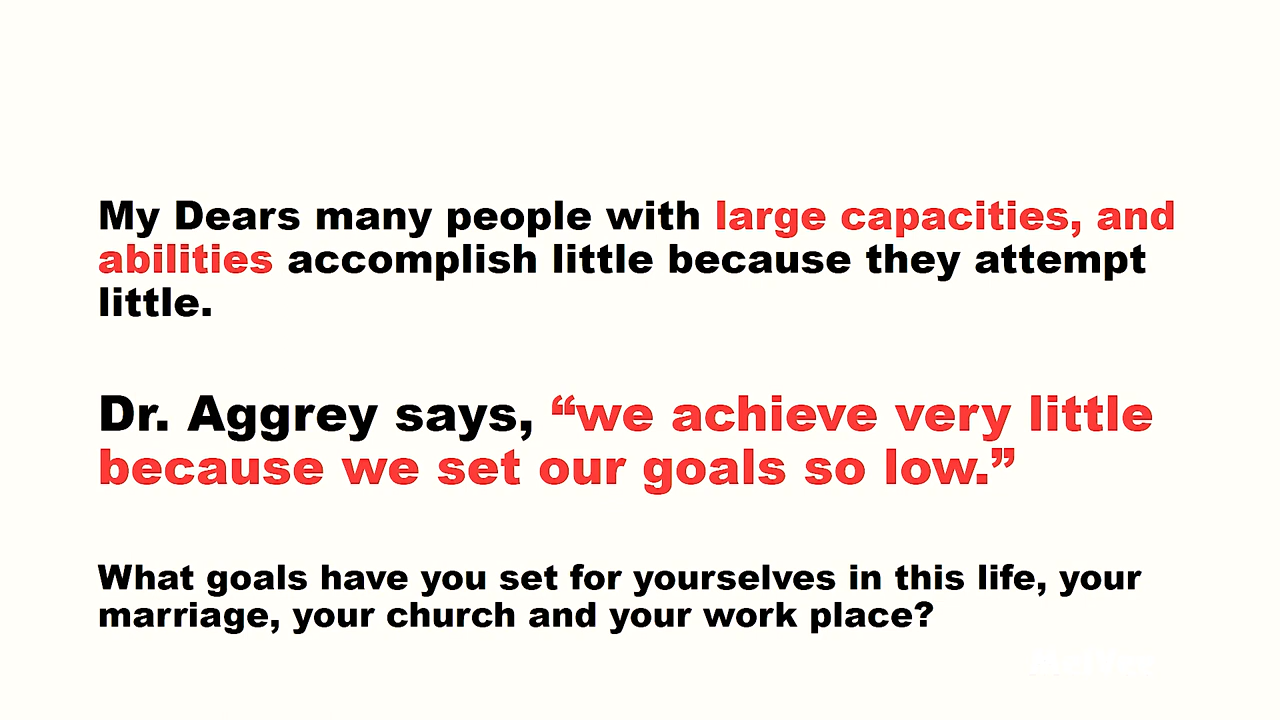 My Dears many people with large capacities, and
abilities accomplish little because they attempt
little.
Dr. Aggrey says, “we achieve very little
because we set our goals so low.”
What goals have you set for yourselves in this life, your
marriage, your church and your work place?